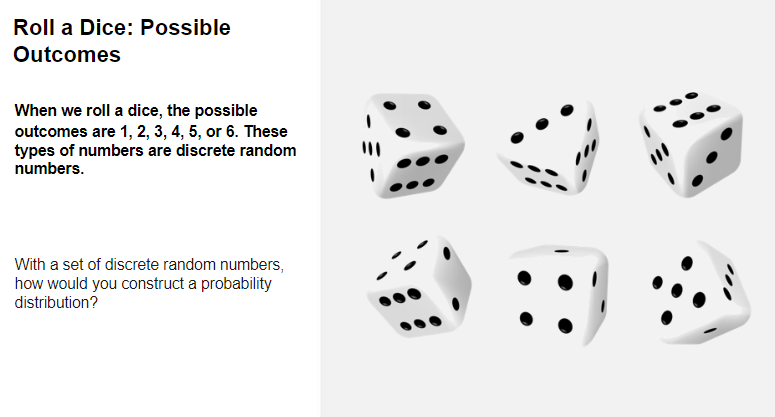 Roll a Dice: Possible
Outcomes
When we roll a dice, the possible
outcomes are 1, 2, 3, 4, 5, or 6. These
types of numbers are discrete random
numbers.
With a set of discrete random numbers,
how would you construct a probability
distribution?